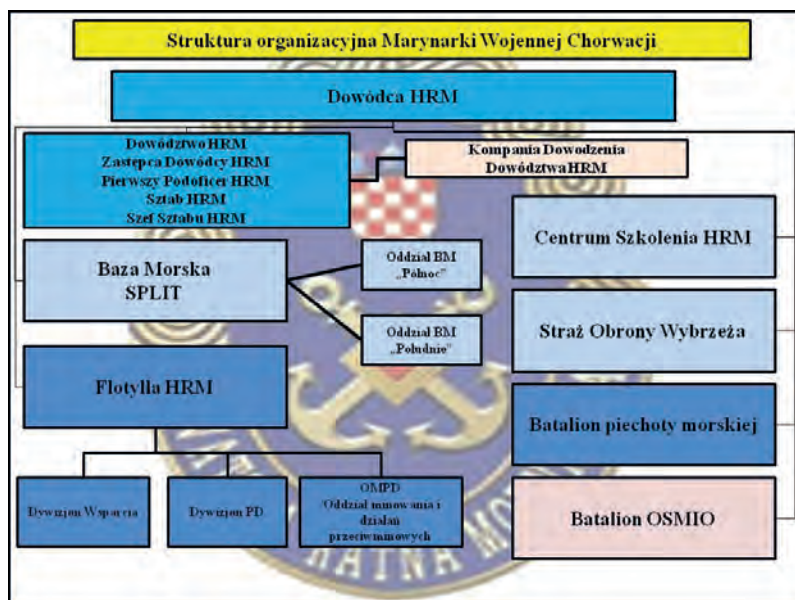 Struktura organizacyjna Marynarki Wojennej Chorwacji
Dowódca HRM
Dowództwo HRM
Zastępca Dowódcy HRM
Pierwszy Podoficer HRM
Sztab HRM
Szef Sztabu HRM
Kompania Dowodzenia
Dowództwa HRM
Baza Morska
SPLIT
Oddział BM
„Północ”
Oddział BM
„Południe”
Flotylla HRM
Dywizjon Wsparcia
Dywizjon PD
OMPD
Oddział minowania i
działań
przeciwminowych
Centrum Szkolenia HRM
Straż Obrony Wybrzeża
Batalion piechoty morskiej
Batalion OSMIO